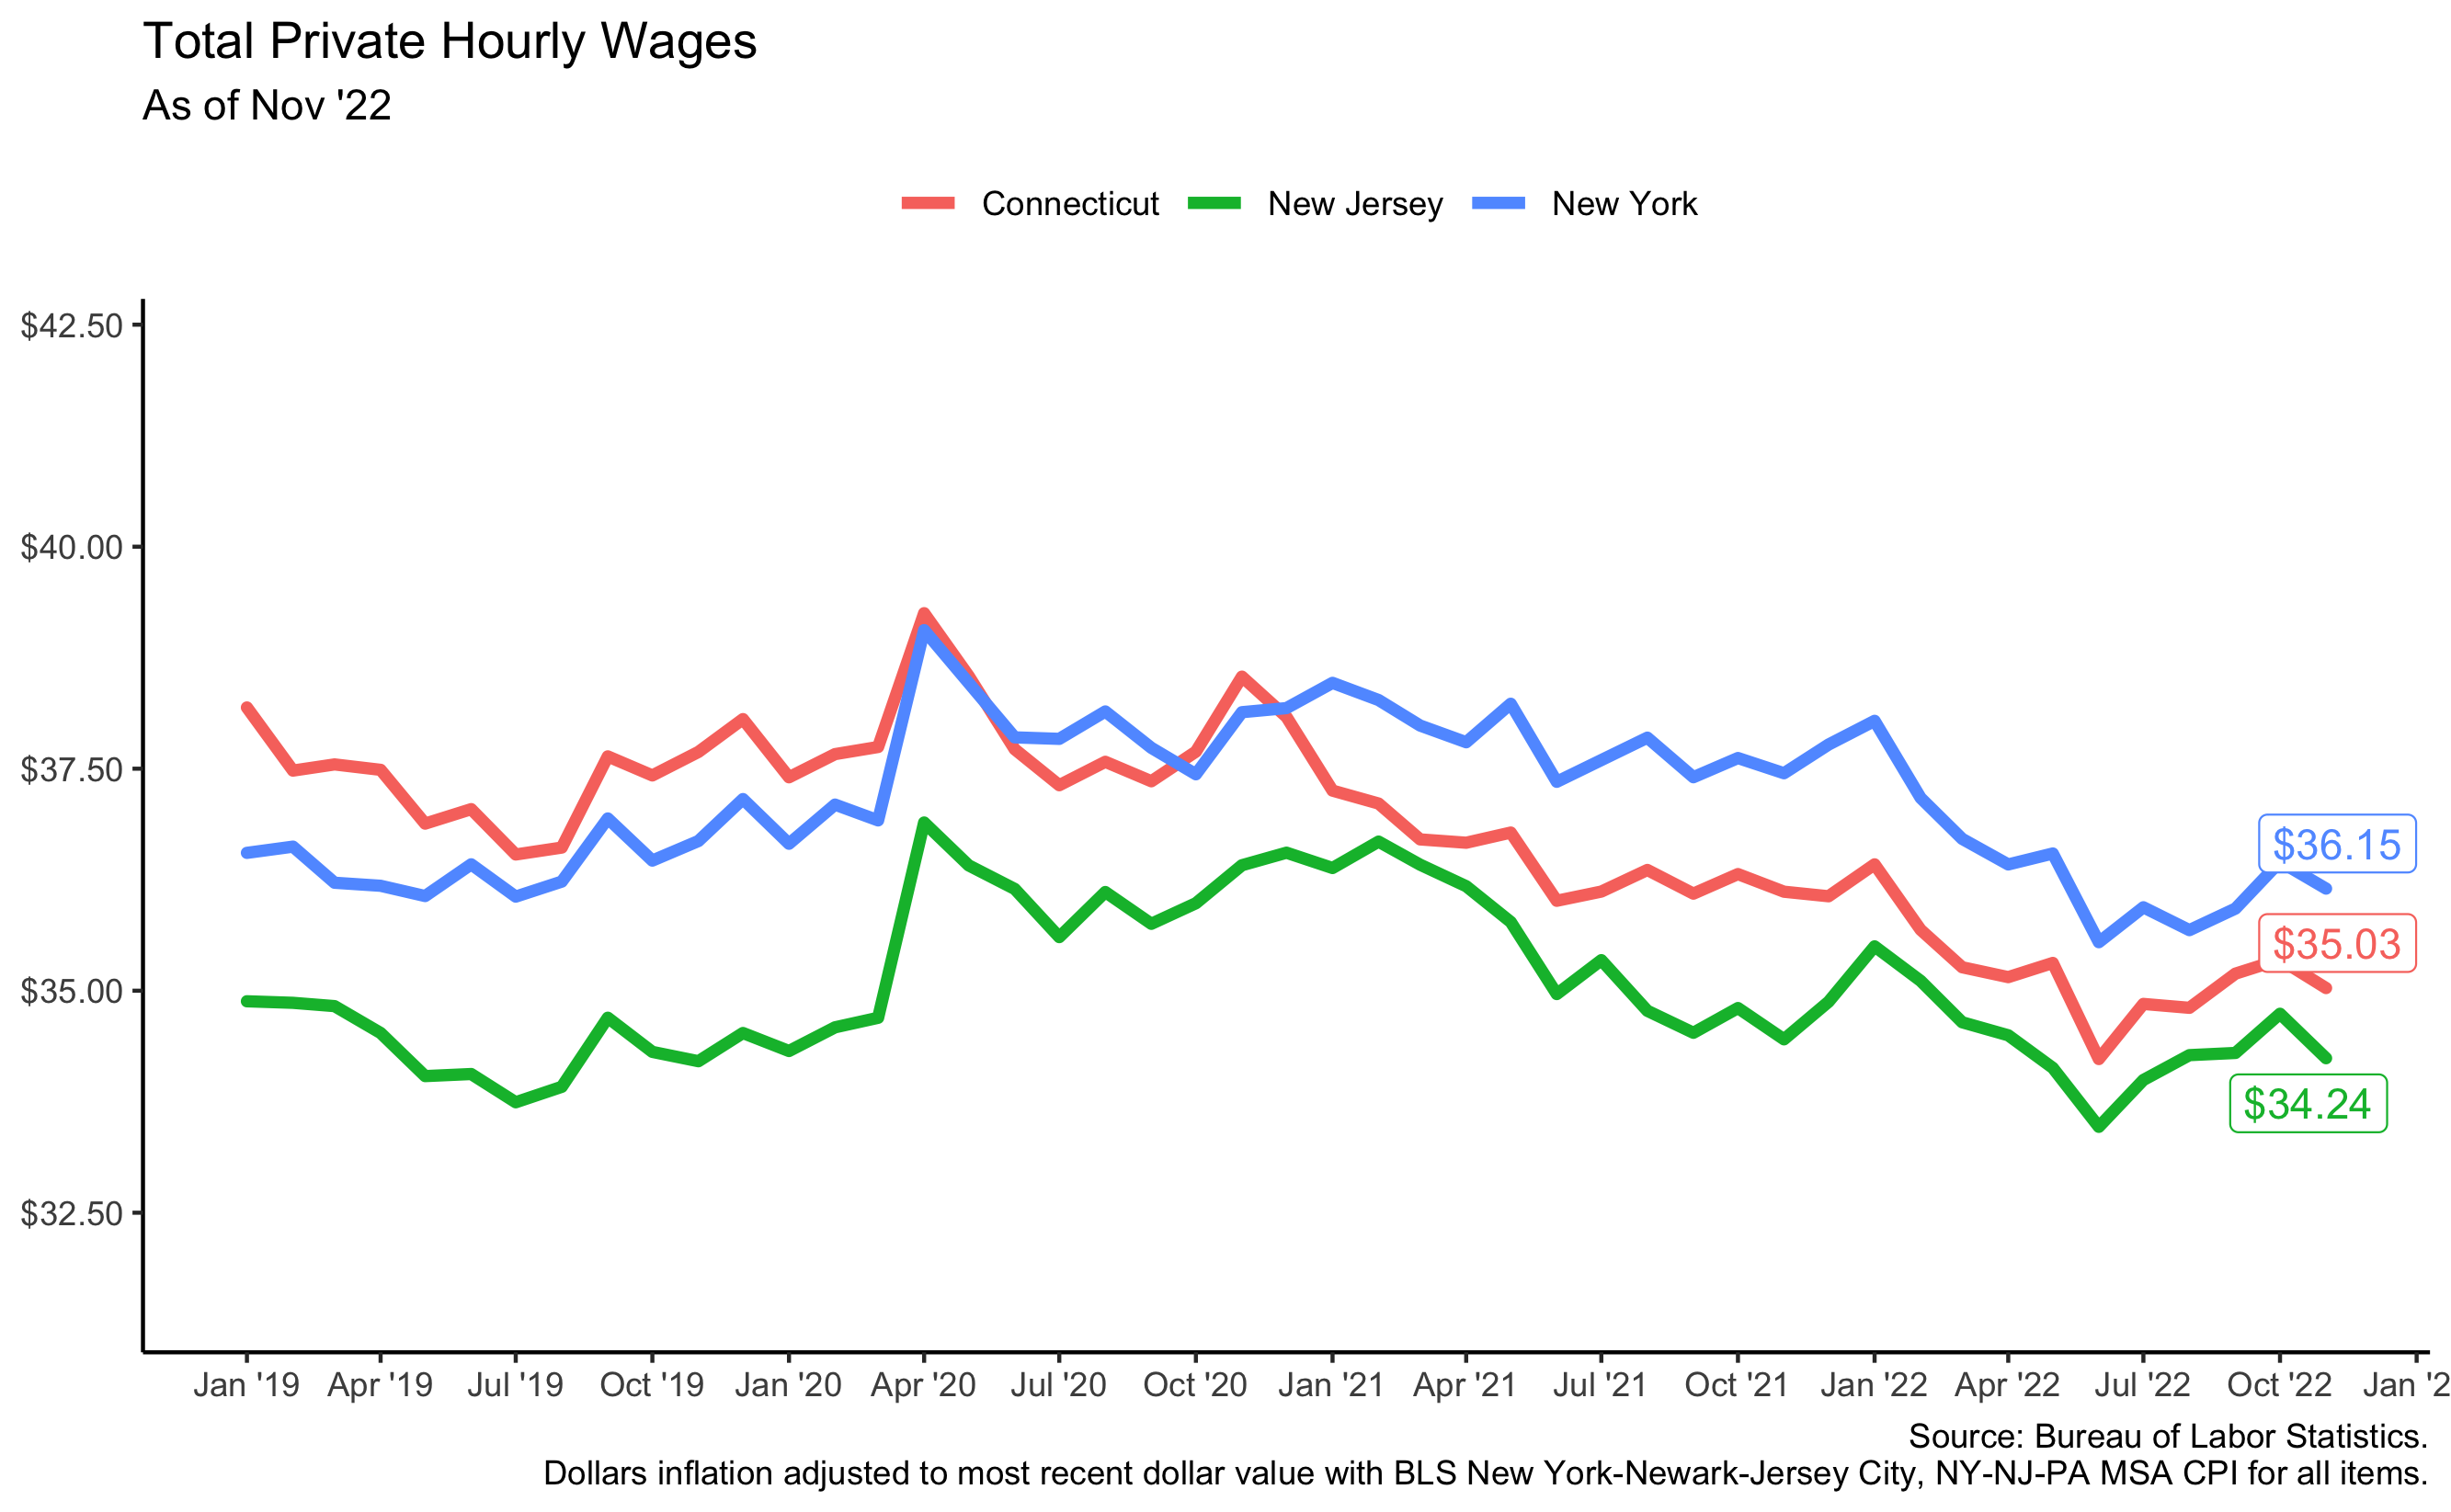 Total Private Hourly Wages
As of Nov '22
Connecticut New Jersey New York
$42.50
$40.00
$37.50
$35.00
$32.50
$36.15
$35.03
$34.24
Jan '19 Apr '19 Jul '19 Oct '19 Jan '20 Apr '20 Jul '20 Oct '20 Jan '21 Apr '21 Jul '21 Oct '21 Jan '22 Apr '22 Jul '22 Oct '22 Jan '2
Source: Bureau of Labor Statistics.
Dollars inflation adjusted to most recent dollar value with BLS New York-Newark-Jersey City, NY-NJ-PA MSA CPI for all items.